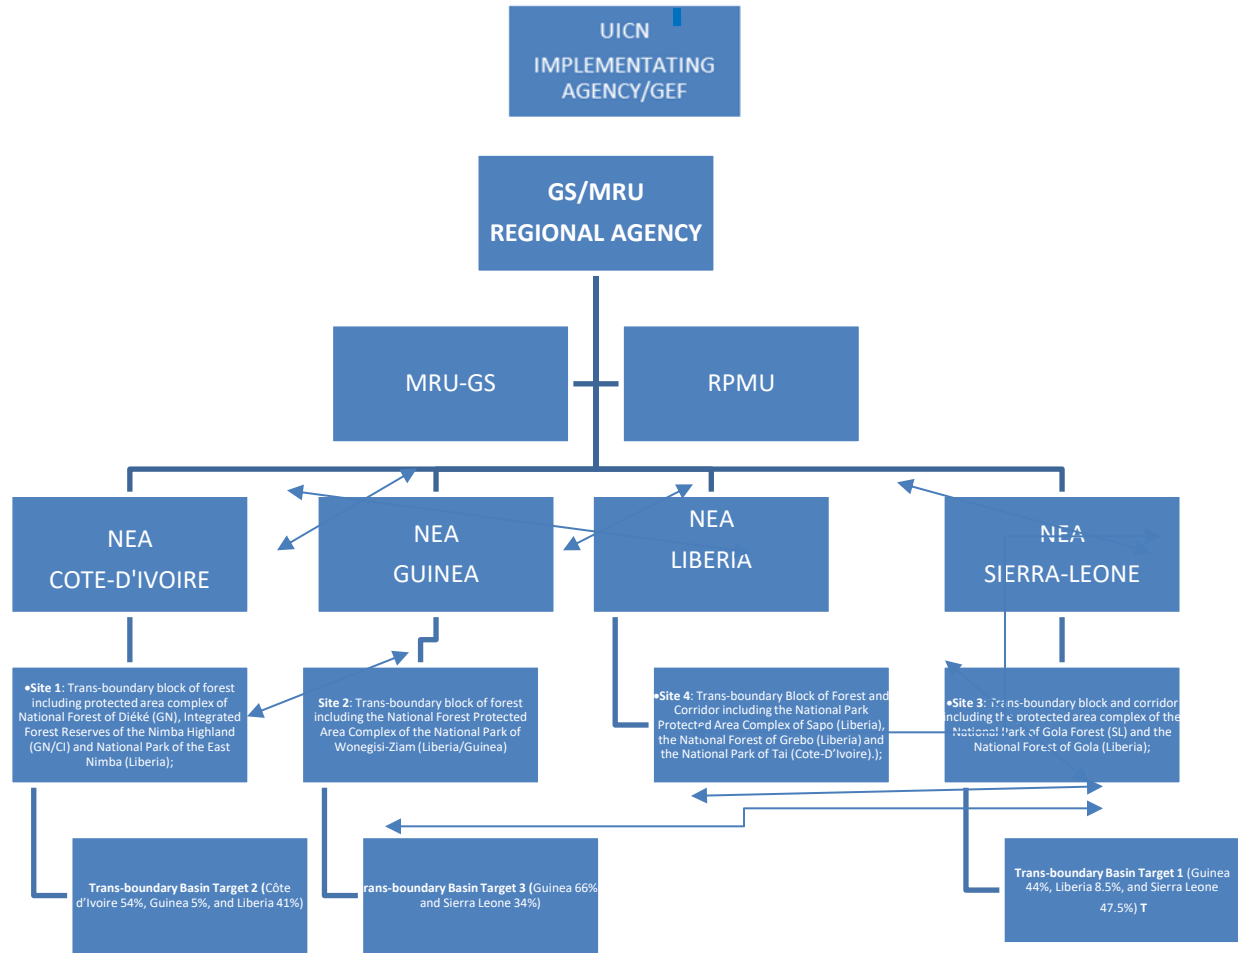 UICN
IMPLEMENTATING
AGENCY/GEF
GS/MRU
REGIONAL AGENCY
MRU-GS
RPMU
NEA
COTE-D'IVOIRE
NEA
GUINEA
NEA
LIBERIA
NEA
SIERRA-LEONE
•Site 1: Trans-boundary block of forest
including protected area complex of
National Forest of Diéké (GN), Integrated
Forest Reserves of the Nimba Highland
(GN/CI) and National Park of the East
Nimba (Liberia);
Site 2: Trans-boundary block of forest
including the National Forest Protected
Area Complex of the National Park of
Wonegisi-Ziam (Liberia/Guinea)
•Site 4: Trans-Boundary Block of Forest and
Corridor including the National Park
Protected Area Complex of Sapo (Liberia),
the National Forest of Grebo (Liberia) and
the National Park of Tai (Cote-D'Ivoire).);
•Site 3: Trans-boundary block and corridor
including the protected area complex of the
National Park of Gola Forest (SL) and the
National Forest of Gola (Liberia);
Trans-boundary Basin Target 2 (Côte
d'Ivoire 54%, Guinea 5%, and Liberia 41%)
rans-boundary Basin Target 3 (Guinea 66%
and Sierra Leone 34%)
Trans-boundary Basin Target 1 (Guinea
44%, Liberia 8.5%, and Sierra Leone
47.5%) T